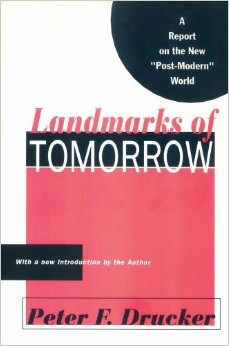 A
Report
on the New
"Post-Modern"
World
Landmarks of
TOMORROW
With a new Introduction by the Author
Peter F. Drucker